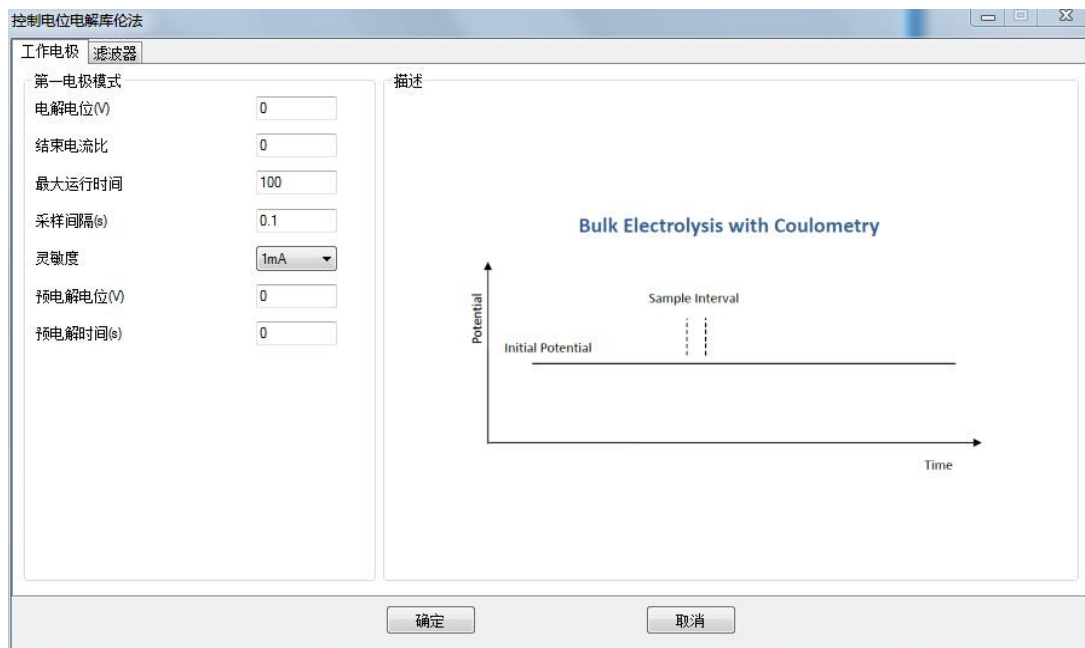 控制电位电解库伦法
工作电极 滤波器
第一电极模式
电解电位(V) 0
结束电流比 0
最大运行时间 100
采样间隔(s) 0.1
灵敏度 1mA
预电解电位(V) 0
预电解时间(s) 0
描述
Bulk Electrolysis with Coulometry
Potential
Sample Interval
Initial Potential
Time
确定 取消